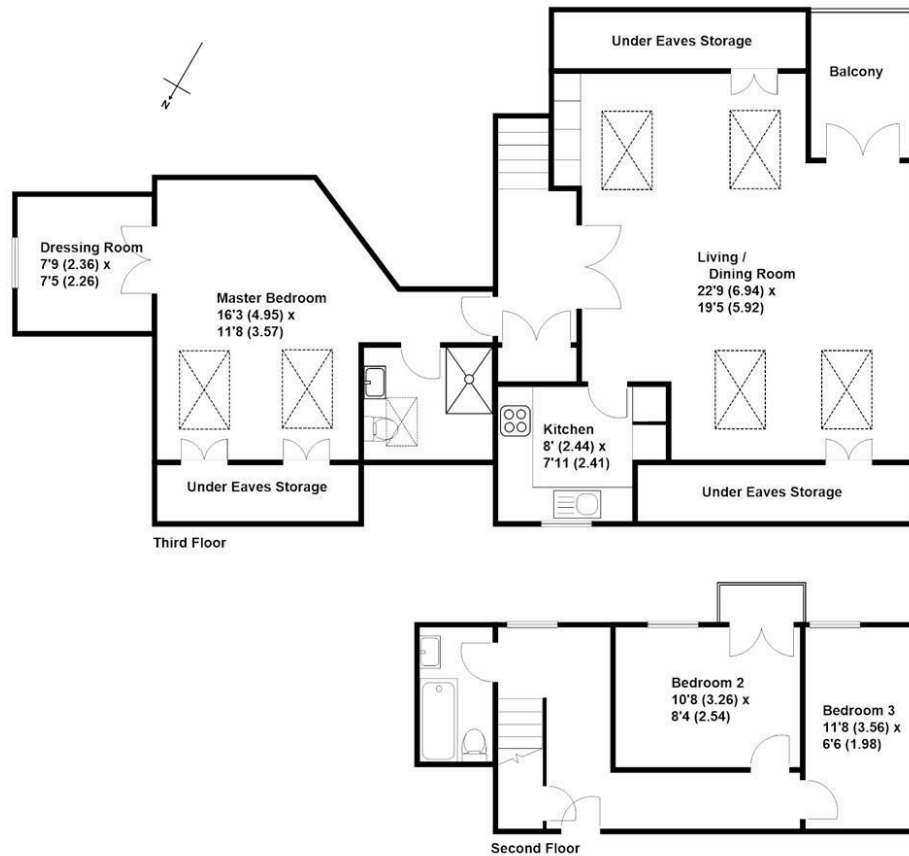 Under Eaves Storage
Balcony
N
Dressing Room
7'9 (2.36) x
7'5 (2.26)
Master Bedroom
16'3 (4.95) x
11'8 (3.57)
Living /
Dining Room
22'9 (6.94) x
19'5 (5.92)
Kitchen
8' (2.44) x
7'11 (2.41)
Under Eaves Storage
Under Eaves Storage
Third Floor
Bedroom 2
10'8 (3.26) x
8'4 (2.54)
Bedroom 3
11'8 (3.56) x
6'6 (1.98)
Second Floor